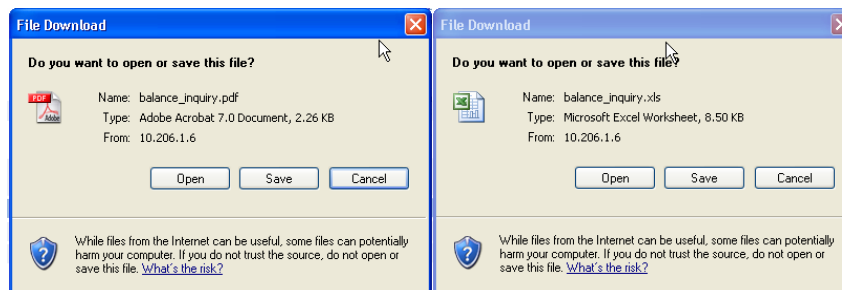 File Download
Do you want to open or save this file?
PDF
Adobe
Name: balance_inquiry.pdf
Type: Adobe Acrobat 7.0 Document, 2.26 KB
From: 10.206.1.6
Open Save Cancel
While files from the Internet can be useful, some files can potentially
harm your computer. If you do not trust the source, do not open or
save this file. What's the risk?
File Download
Do you want to open or save this file?
Name: balance_inquiry.xls
Type: Microsoft Excel Worksheet, 8.50 KB
From: 10.206.1.6
Open Save Cancel
While files from the Internet can be useful, some files can potentially
harm your computer. If you do not trust the source, do not open or
save this file. What's the risk?